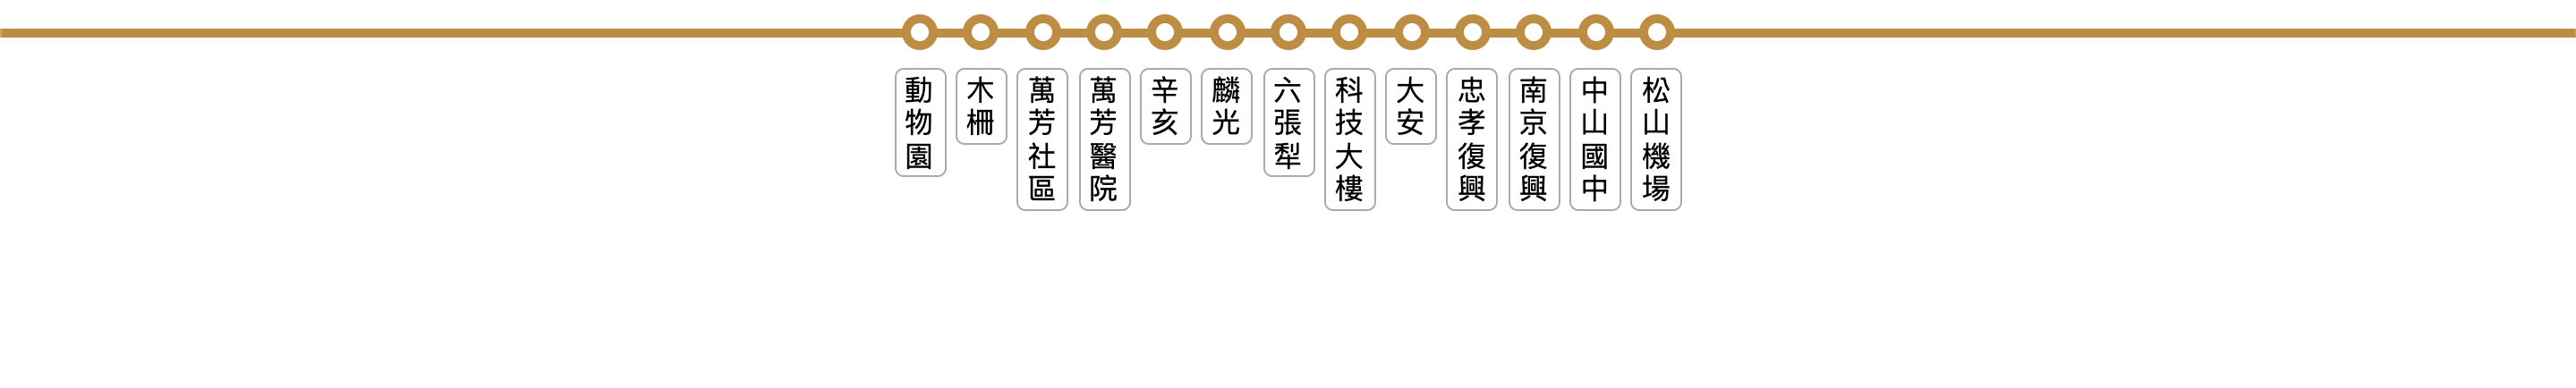 動物園
木柵
萬芳社區
萬芳醫院
辛亥
麟光
六張犁
科技大樓
大安
忠孝復興
南京復興
中山國中
松山機場